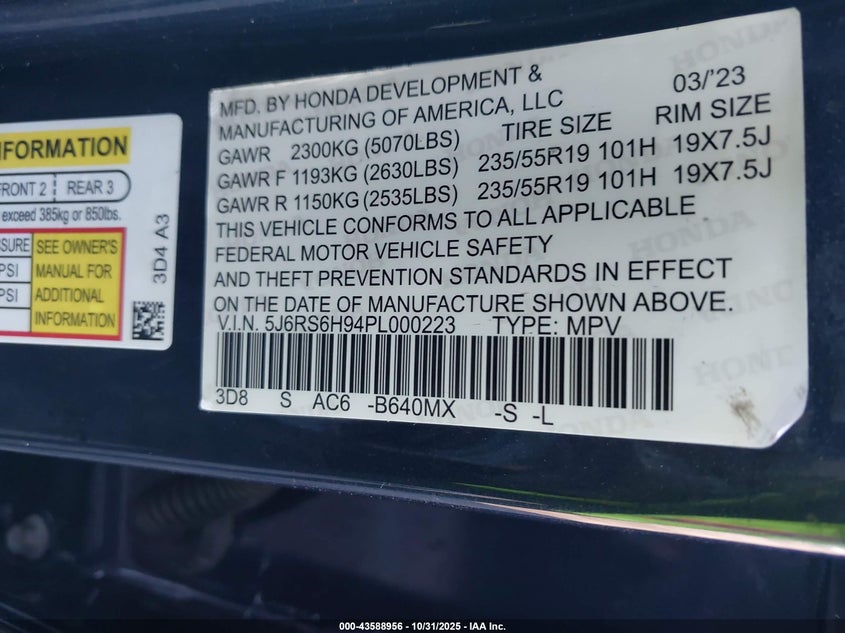 NFORMATION
FRONT 2 REAR 3
exceed 385kg or 850lbs.
SSURE SEE OWNER'S
PSI MANUAL FOR
PSI ADDITIONAL
INFORMATION
3D4 A3
MFD. BY HONDA DEVELOPMENT & 03/'23
MANUFACTURING OF AMERICA, LLC
GAWR 2300KG (5070LBS) TIRE SIZE RIM SIZE
GAWR F 1193KG (2630LBS) 235/55R19 101H 19X7.5J
GAWR R 1150KG (2535LBS) 235/55R19 101H 19X7.5J
THIS VEHICLE CONFORMS TO ALL APPLICABLE
FEDERAL MOTOR VEHICLE SAFETY
AND THEFT PREVENTION STANDARDS IN EFFECT
ON THE DATE OF MANUFACTURE SHOWN ABOVE.
V.I.N. 5J6RS6H94PL000223 TYPE: MPV
3D8 S AC6 -B640MX -S -L
000-43588956 • 10/31/2025 • IAA Inc.